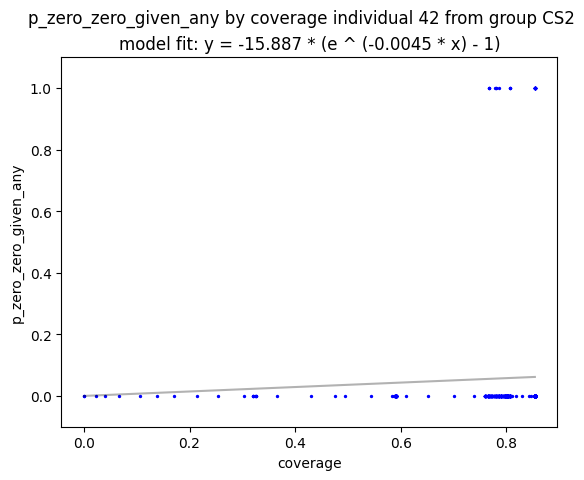 p_zero_zero_given_any by coverage individual 42 from group CS2
model fit: y = -15.887 * (e ^ (-0.0045 * x) - 1)
1.0
0.8
0.6
0.4
0.2
0.0
p_zero_zero_given_any
0.0 0.2 0.4 0.6 0.8
coverage